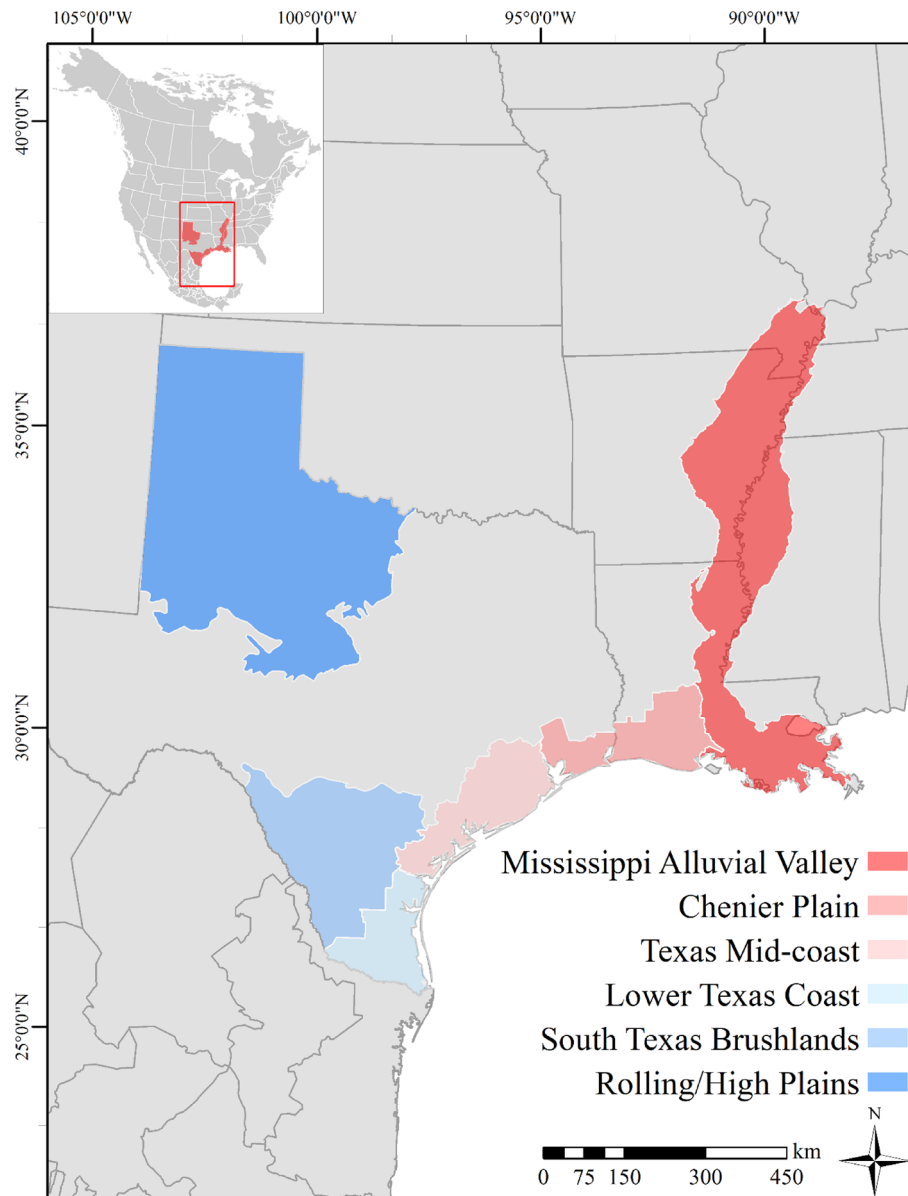 105°0'0"W 100°0'0"W 95°0'0"W 90°0'0"W
40°0'0"N
35°0'0"N
30°0'0"N
25°0'0"N
Mississippi Alluvial Valley
Chenier Plain
Texas Mid-coast
Lower Texas Coast
South Texas Brushlands
Rolling/High Plains
N
km
0 75 150 300 450